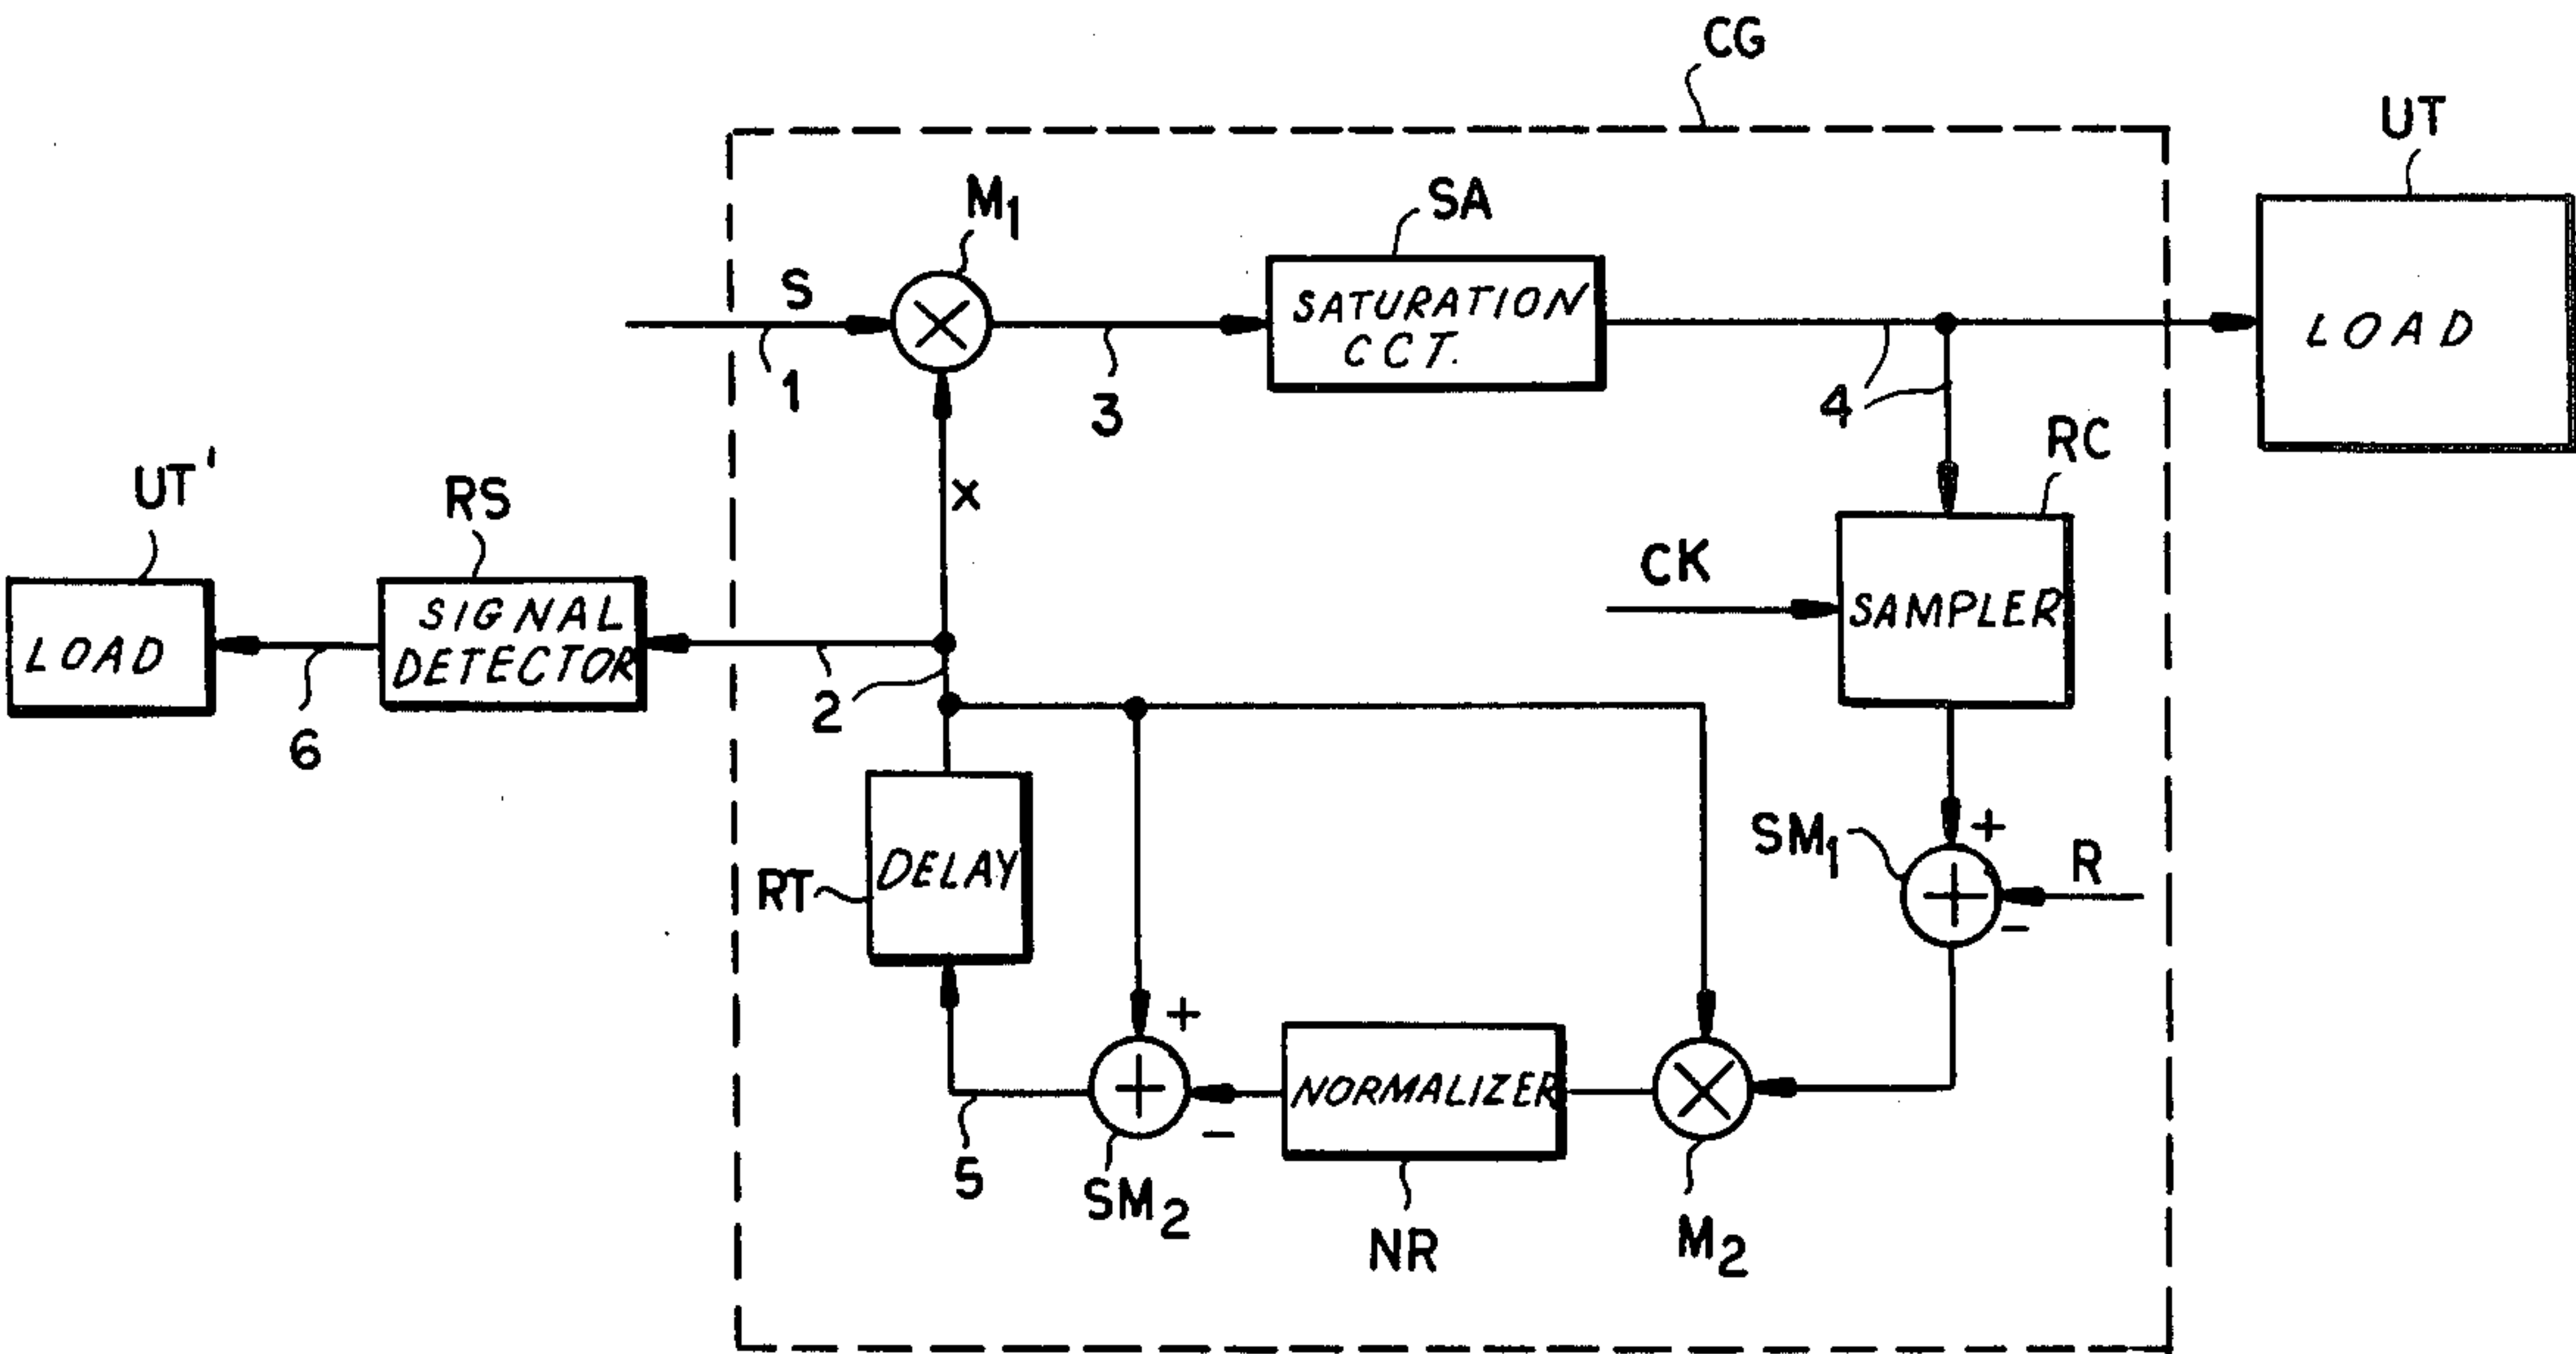 CG
UT
M1
SA
S
SATURATION
CCT.
LOAD
1
3
4
RC
UT'
RS
X
CK
SAMPLER
SIGNAL
DETECTOR
LOAD
2
6
SM1
+
R
-
DELAY
RT
+
NORMALIZER
-
5
SM2
NR
M2